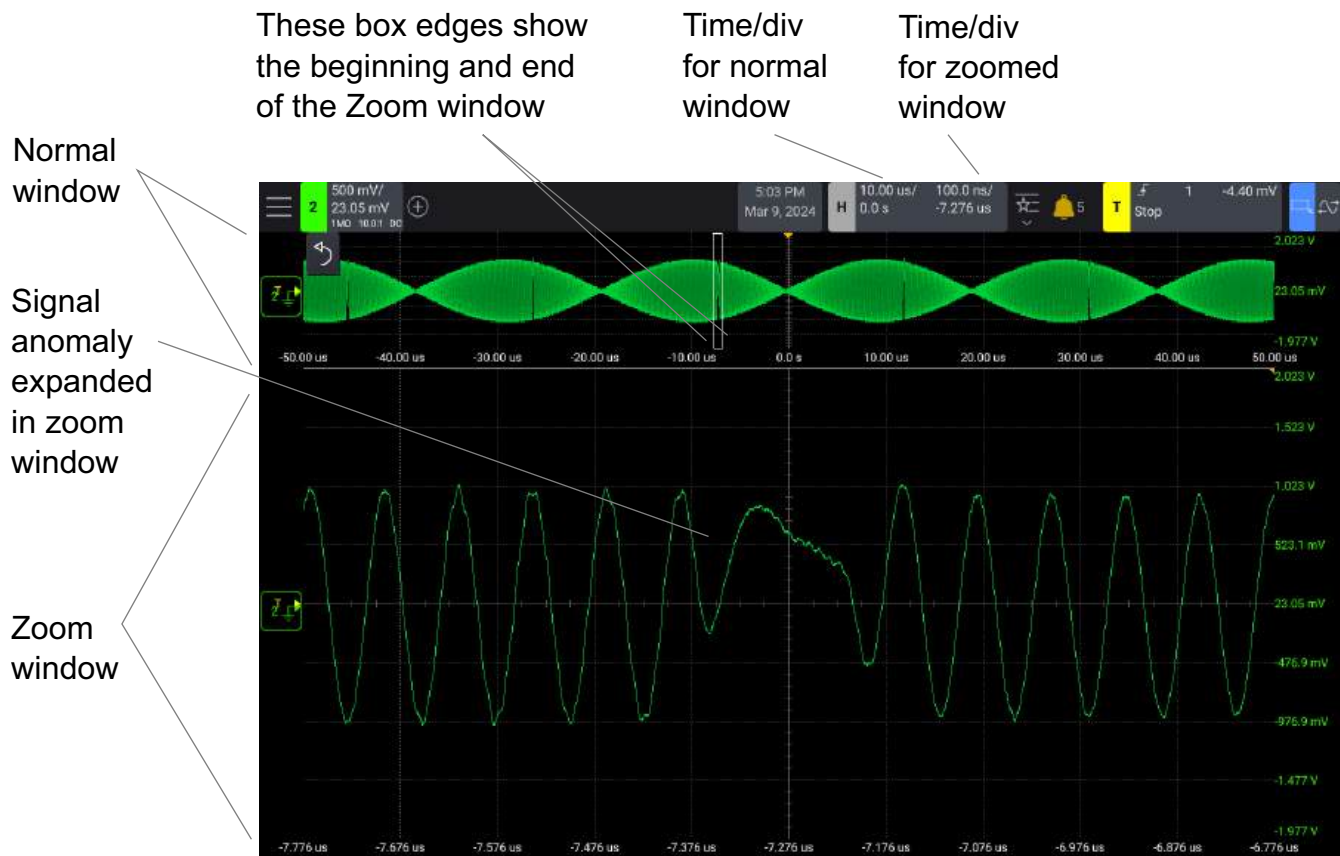 These box edges show
the beginning and end
of the Zoom window
Time/div
for normal
window
Time/div
for zoomed
window
Normal
window
Signal
anomaly
expanded
in zoom
window
Zoom
window
2
500 mV/
23.05 mV
1MΩ 10.0:1 DC
5:03 PM
Mar 9, 2024
H
10.00 us/ 100.0 ns/
0.0 s -7.276 us
5
T
1 -4.40 mV
Stop
2.023 V
23.05 mV
-1.977 V
-50.00 us -40.00 us -30.00 us -20.00 us -10.00 us 0.0 s 10.00 us 20.00 us 30.00 us 40.00 us 50.00 us
2.023 V
1.523 V
1.023 V
523.1 mV
23.05 mV
-476.9 mV
-976.9 mV
-1.477 V
-1.977 V
-7.776 us -7.676 us -7.576 us -7.476 us -7.376 us -7.276 us -7.176 us -7.076 us -6.976 us -6.876 us -6.776 us